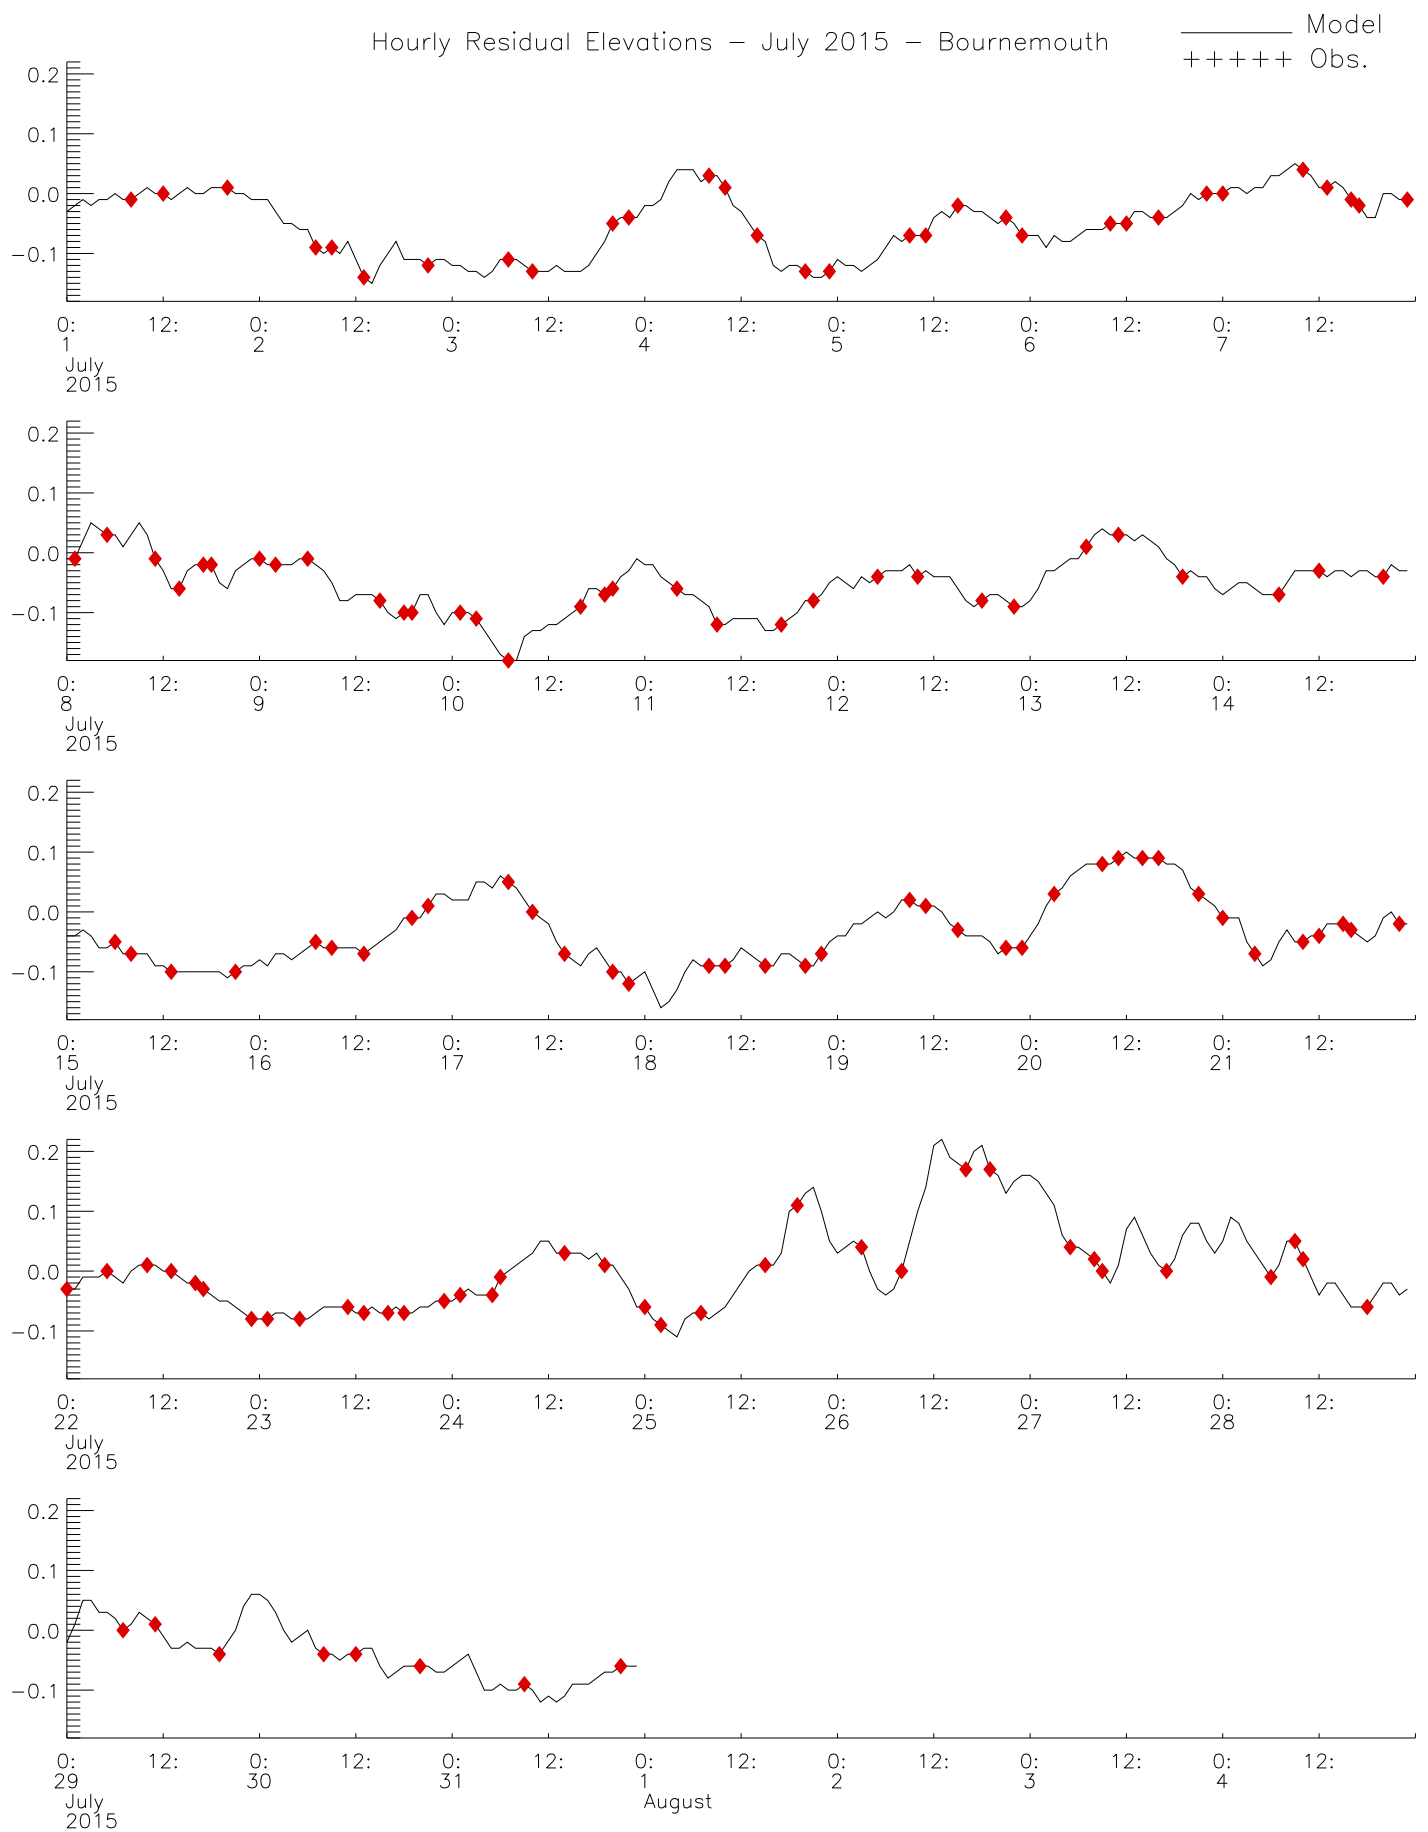 Hourly Residual Elevations – July 2015 – Bournemouth
Model
+++++ Obs.
0.2
0.1
0.0
−0.1
0: 12: 0: 12: 0: 12: 0: 12: 0: 12: 0: 12: 0: 12:
1 2 3 4 5 6 7
July
2015
0.2
0.1
0.0
−0.1
0: 12: 0: 12: 0: 12: 0: 12: 0: 12: 0: 12: 0: 12:
8 9 10 11 12 13 14
July
2015
0.2
0.1
0.0
−0.1
0: 12: 0: 12: 0: 12: 0: 12: 0: 12: 0: 12: 0: 12:
15 16 17 18 19 20 21
July
2015
0.2
0.1
0.0
−0.1
0: 12: 0: 12: 0: 12: 0: 12: 0: 12: 0: 12: 0: 12:
22 23 24 25 26 27 28
July
2015
0.2
0.1
0.0
−0.1
0: 12: 0: 12: 0: 12: 0: 12: 0: 12: 0: 12: 0: 12:
29 30 31 1 2 3 4
July August
2015